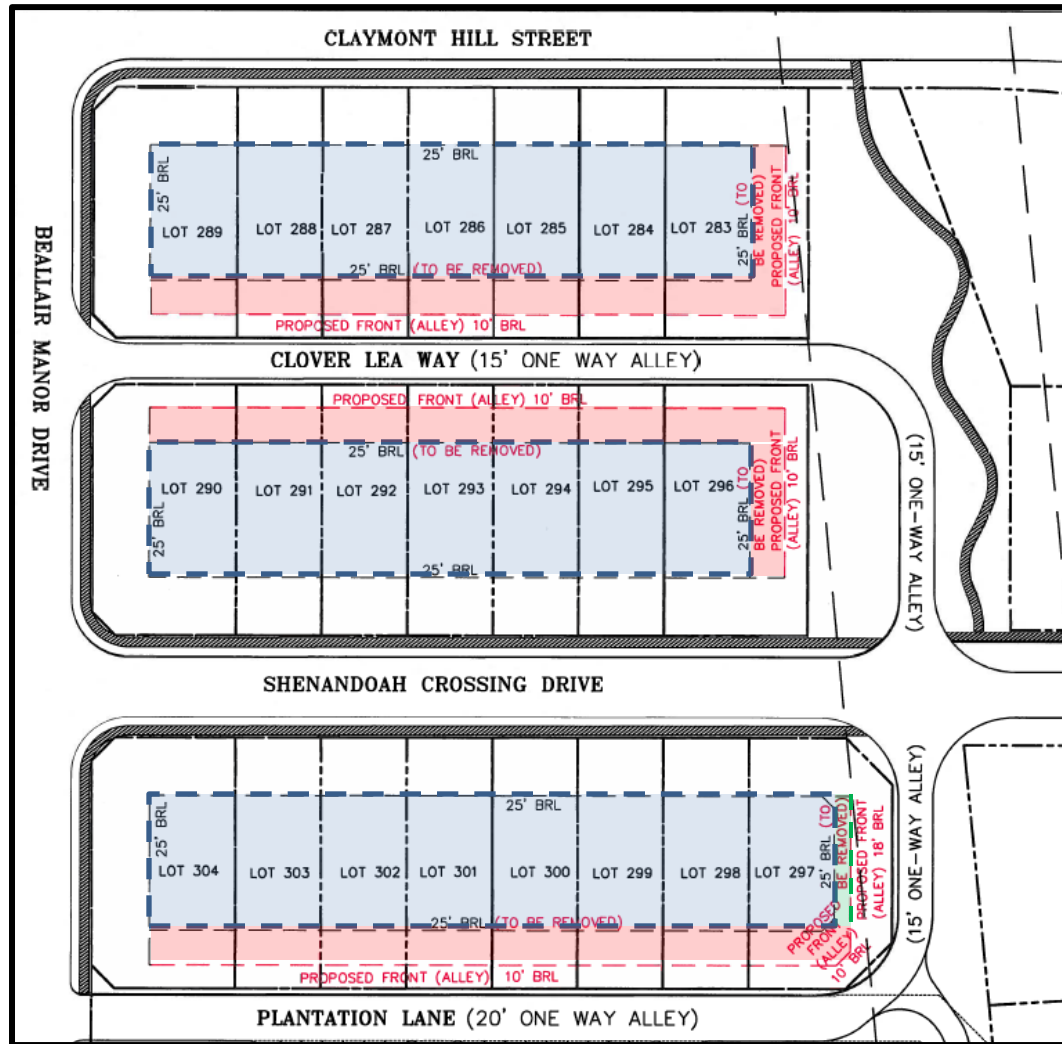 CLAYMONT HILL STREET
25' BRL
25' BRL
LOT 289
LOT 288
LOT 287
LOT 286
LOT 285
LOT 284
LOT 283
25' BRL (TO
BE REMOVED)
PROPOSED FRONT
(ALLEY) 10' BRL
25' BRL (TO BE REMOVED)
PROPOSED FRONT (ALLEY) 10' BRL
BEALLAIR MANOR DRIVE
CLOVER LEA WAY (15' ONE WAY ALLEY)
PROPOSED FRONT (ALLEY) 10' BRL
25' BRL (TO BE REMOVED)
LOT 290
LOT 291
LOT 292
LOT 293
LOT 294
LOT 295
LOT 296
25' BRL
25' BRL (TO
BE REMOVED)
PROPOSED FRONT
(ALLEY) 10' BRL
25' BRL
(15' ONE-WAY ALLEY)
SHENANDOAH CROSSING DRIVE
25' BRL
25' BRL
LOT 304
LOT 303
LOT 302
LOT 301
LOT 300
LOT 299
LOT 298
LOT 297
25' BRL (TO
BE REMOVED)
PROPOSED FRONT
(ALLEY) 18' BRL
25' BRL (TO BE REMOVED)
PROPOSED
FRONT
(ALLEY)
10' BRL
PROPOSED FRONT (ALLEY) 10' BRL
(15' ONE-WAY ALLEY)
PLANTATION LANE (20' ONE WAY ALLEY)